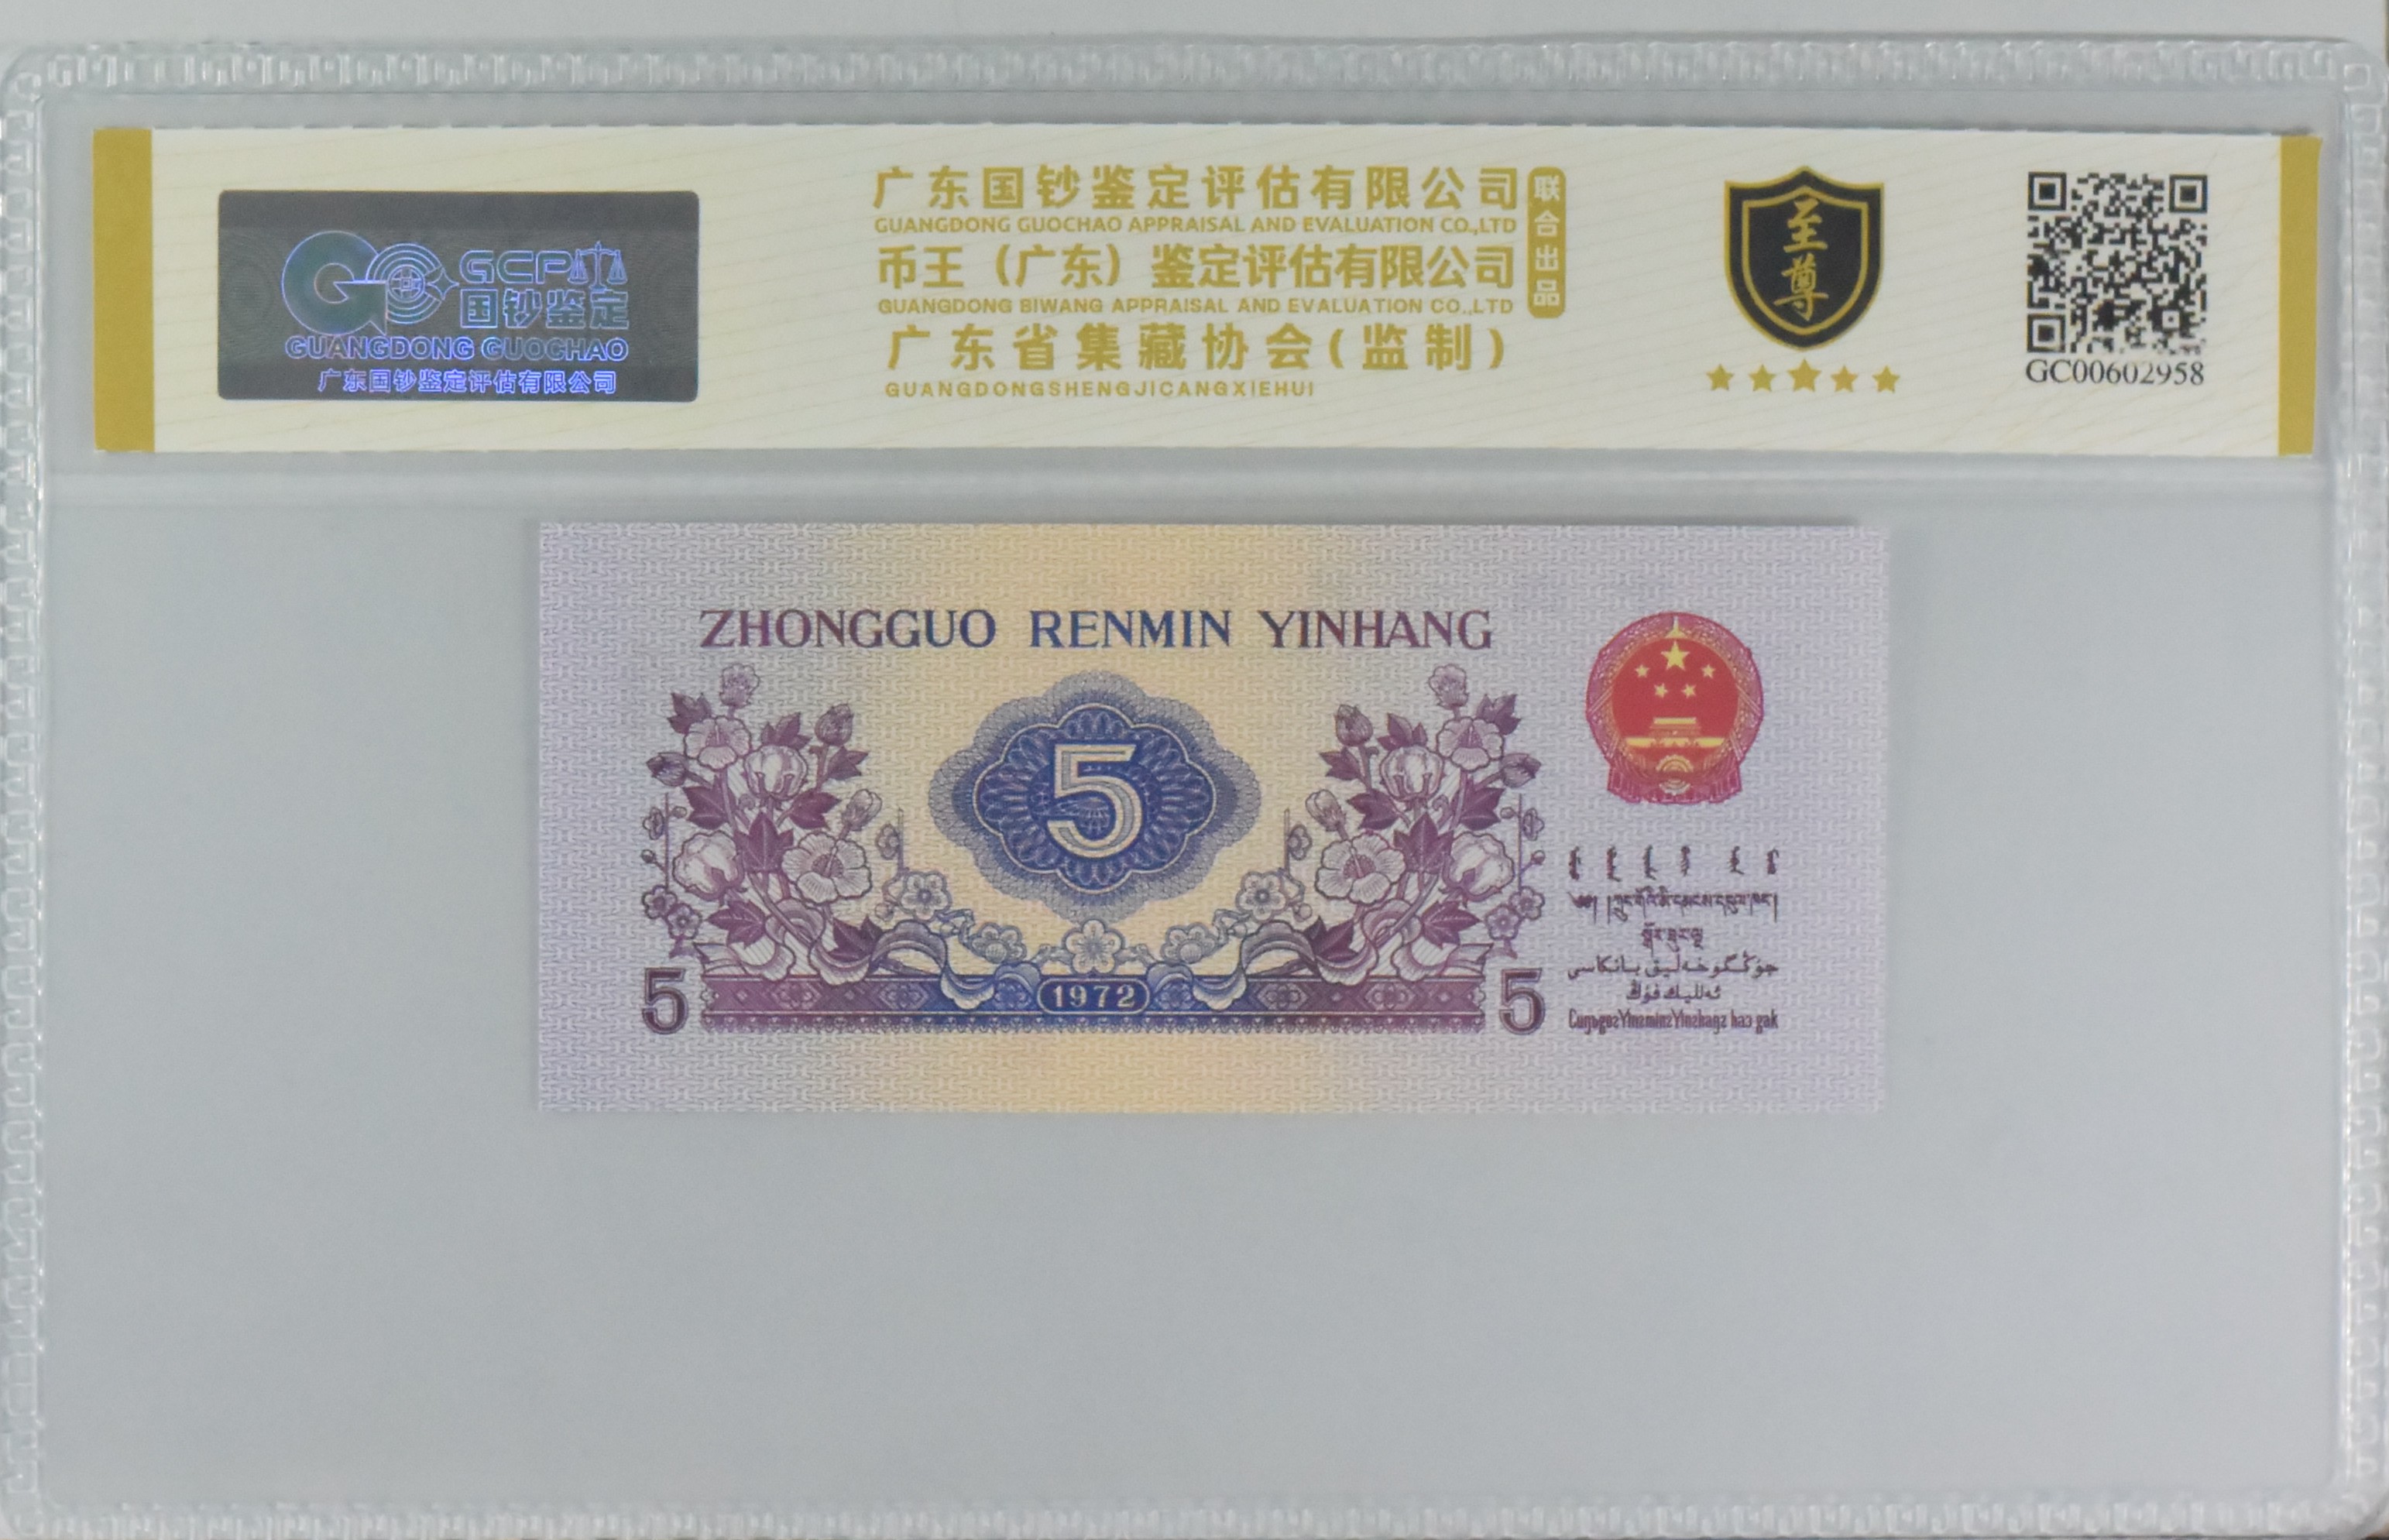 GCP
国钞鉴定
GUANGDONG GUOCHAO
广东国钞鉴定评估有限公司
广东国钞鉴定评估有限公司
GUANGDONG GUOCHAO APPRAISAL AND EVALUATION CO.,LTD
币王（广东）鉴定评估有限公司
GUANGDONG BIWANG APPRAISAL AND EVALUATION CO.,LTD
广东省集藏协会(监制)
GUANGDONGSHENGJICANGXIEHUI
联合出品
至尊
GC00602958
ZHONGGUO RENMIN YINHANG
5
1972
5
5
جۇڭگو خەلىق بانكاسى